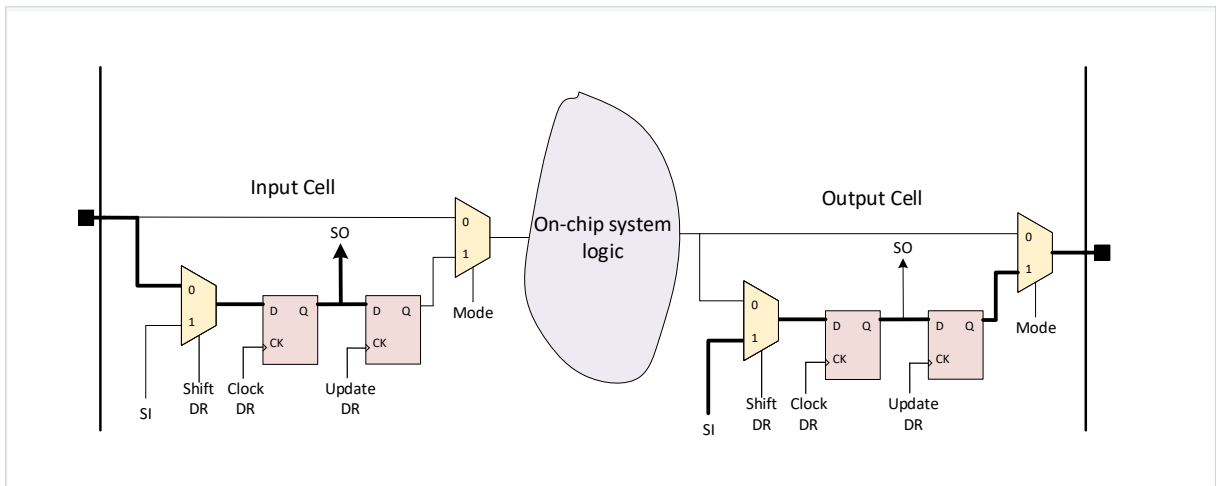 Input Cell
Output Cell
On-chip system
logic
SO
0
1
Mode
0
1
D Q
CK
D Q
CK
SI
Shift
DR
Clock
DR
Update
DR
SO
0
1
Mode
0
1
D Q
CK
D Q
CK
SI
Shift
DR
Clock
DR
Update
DR